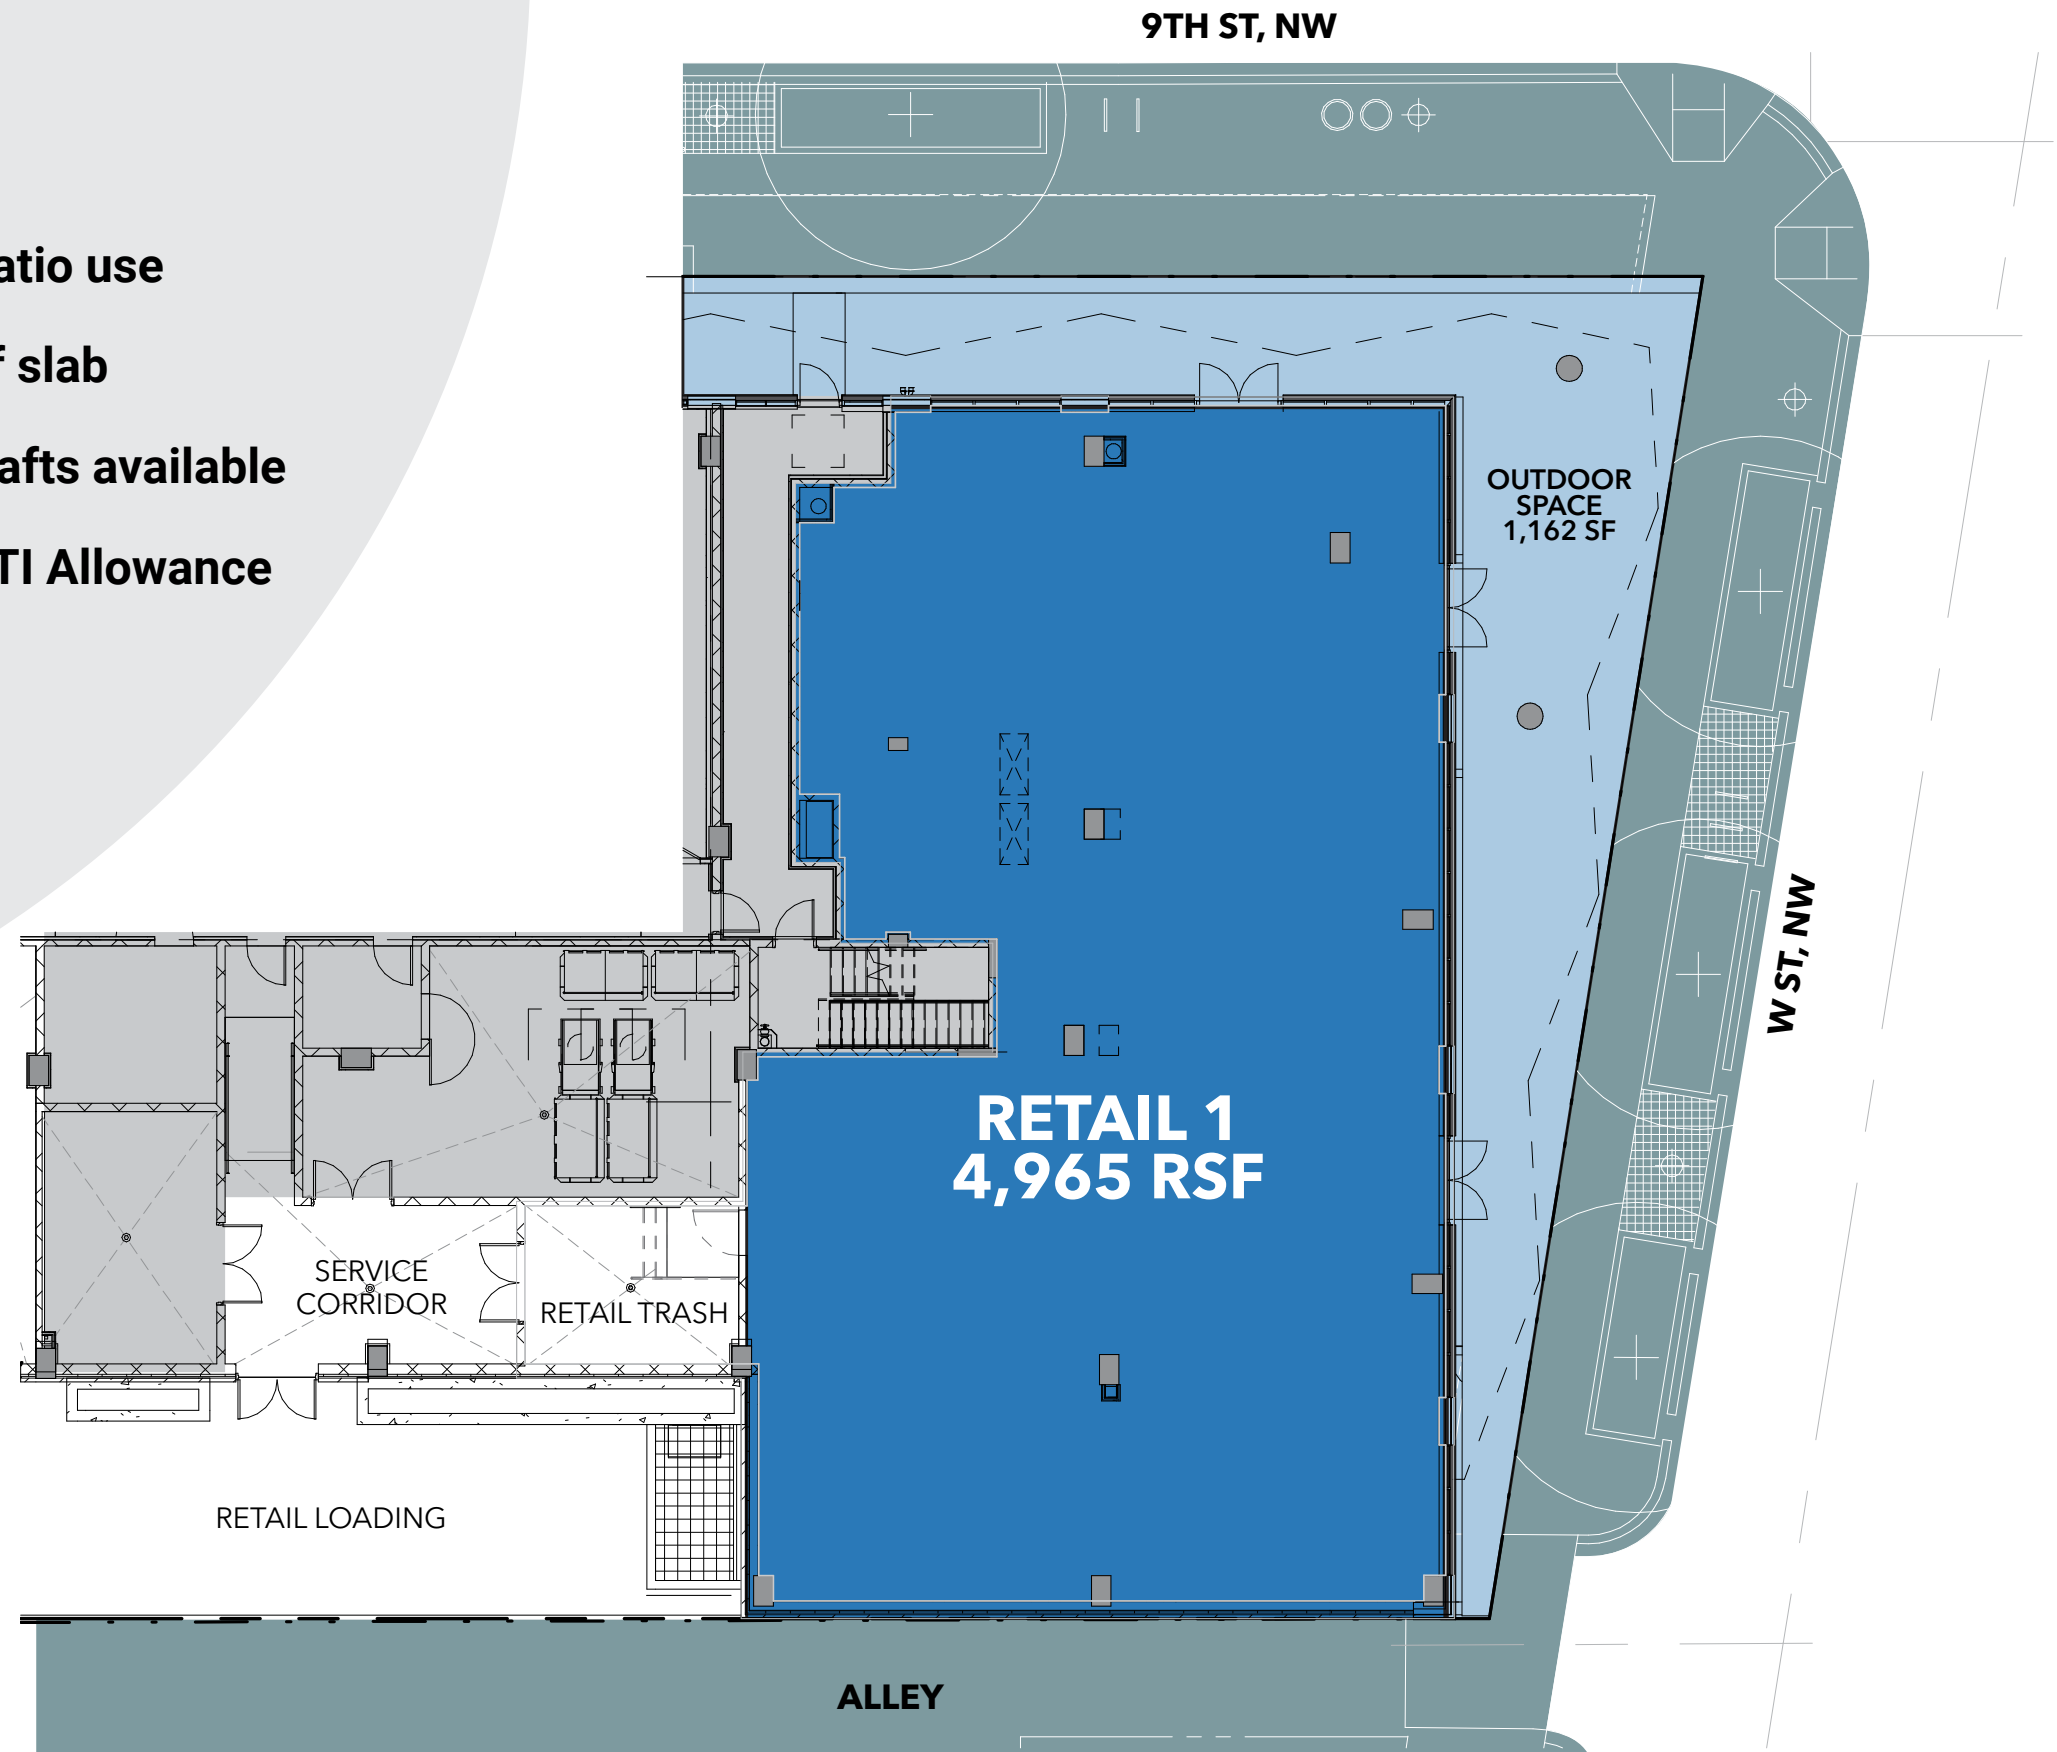 9TH ST, NW
atio use
slab
afts available
TI Allowance
OUTDOOR
SPACE
1,162 SF
W ST, NW
RETAIL 1
4,965 RSF
SERVICE
CORRIDOR
RETAIL TRASH
RETAIL LOADING
ALLEY